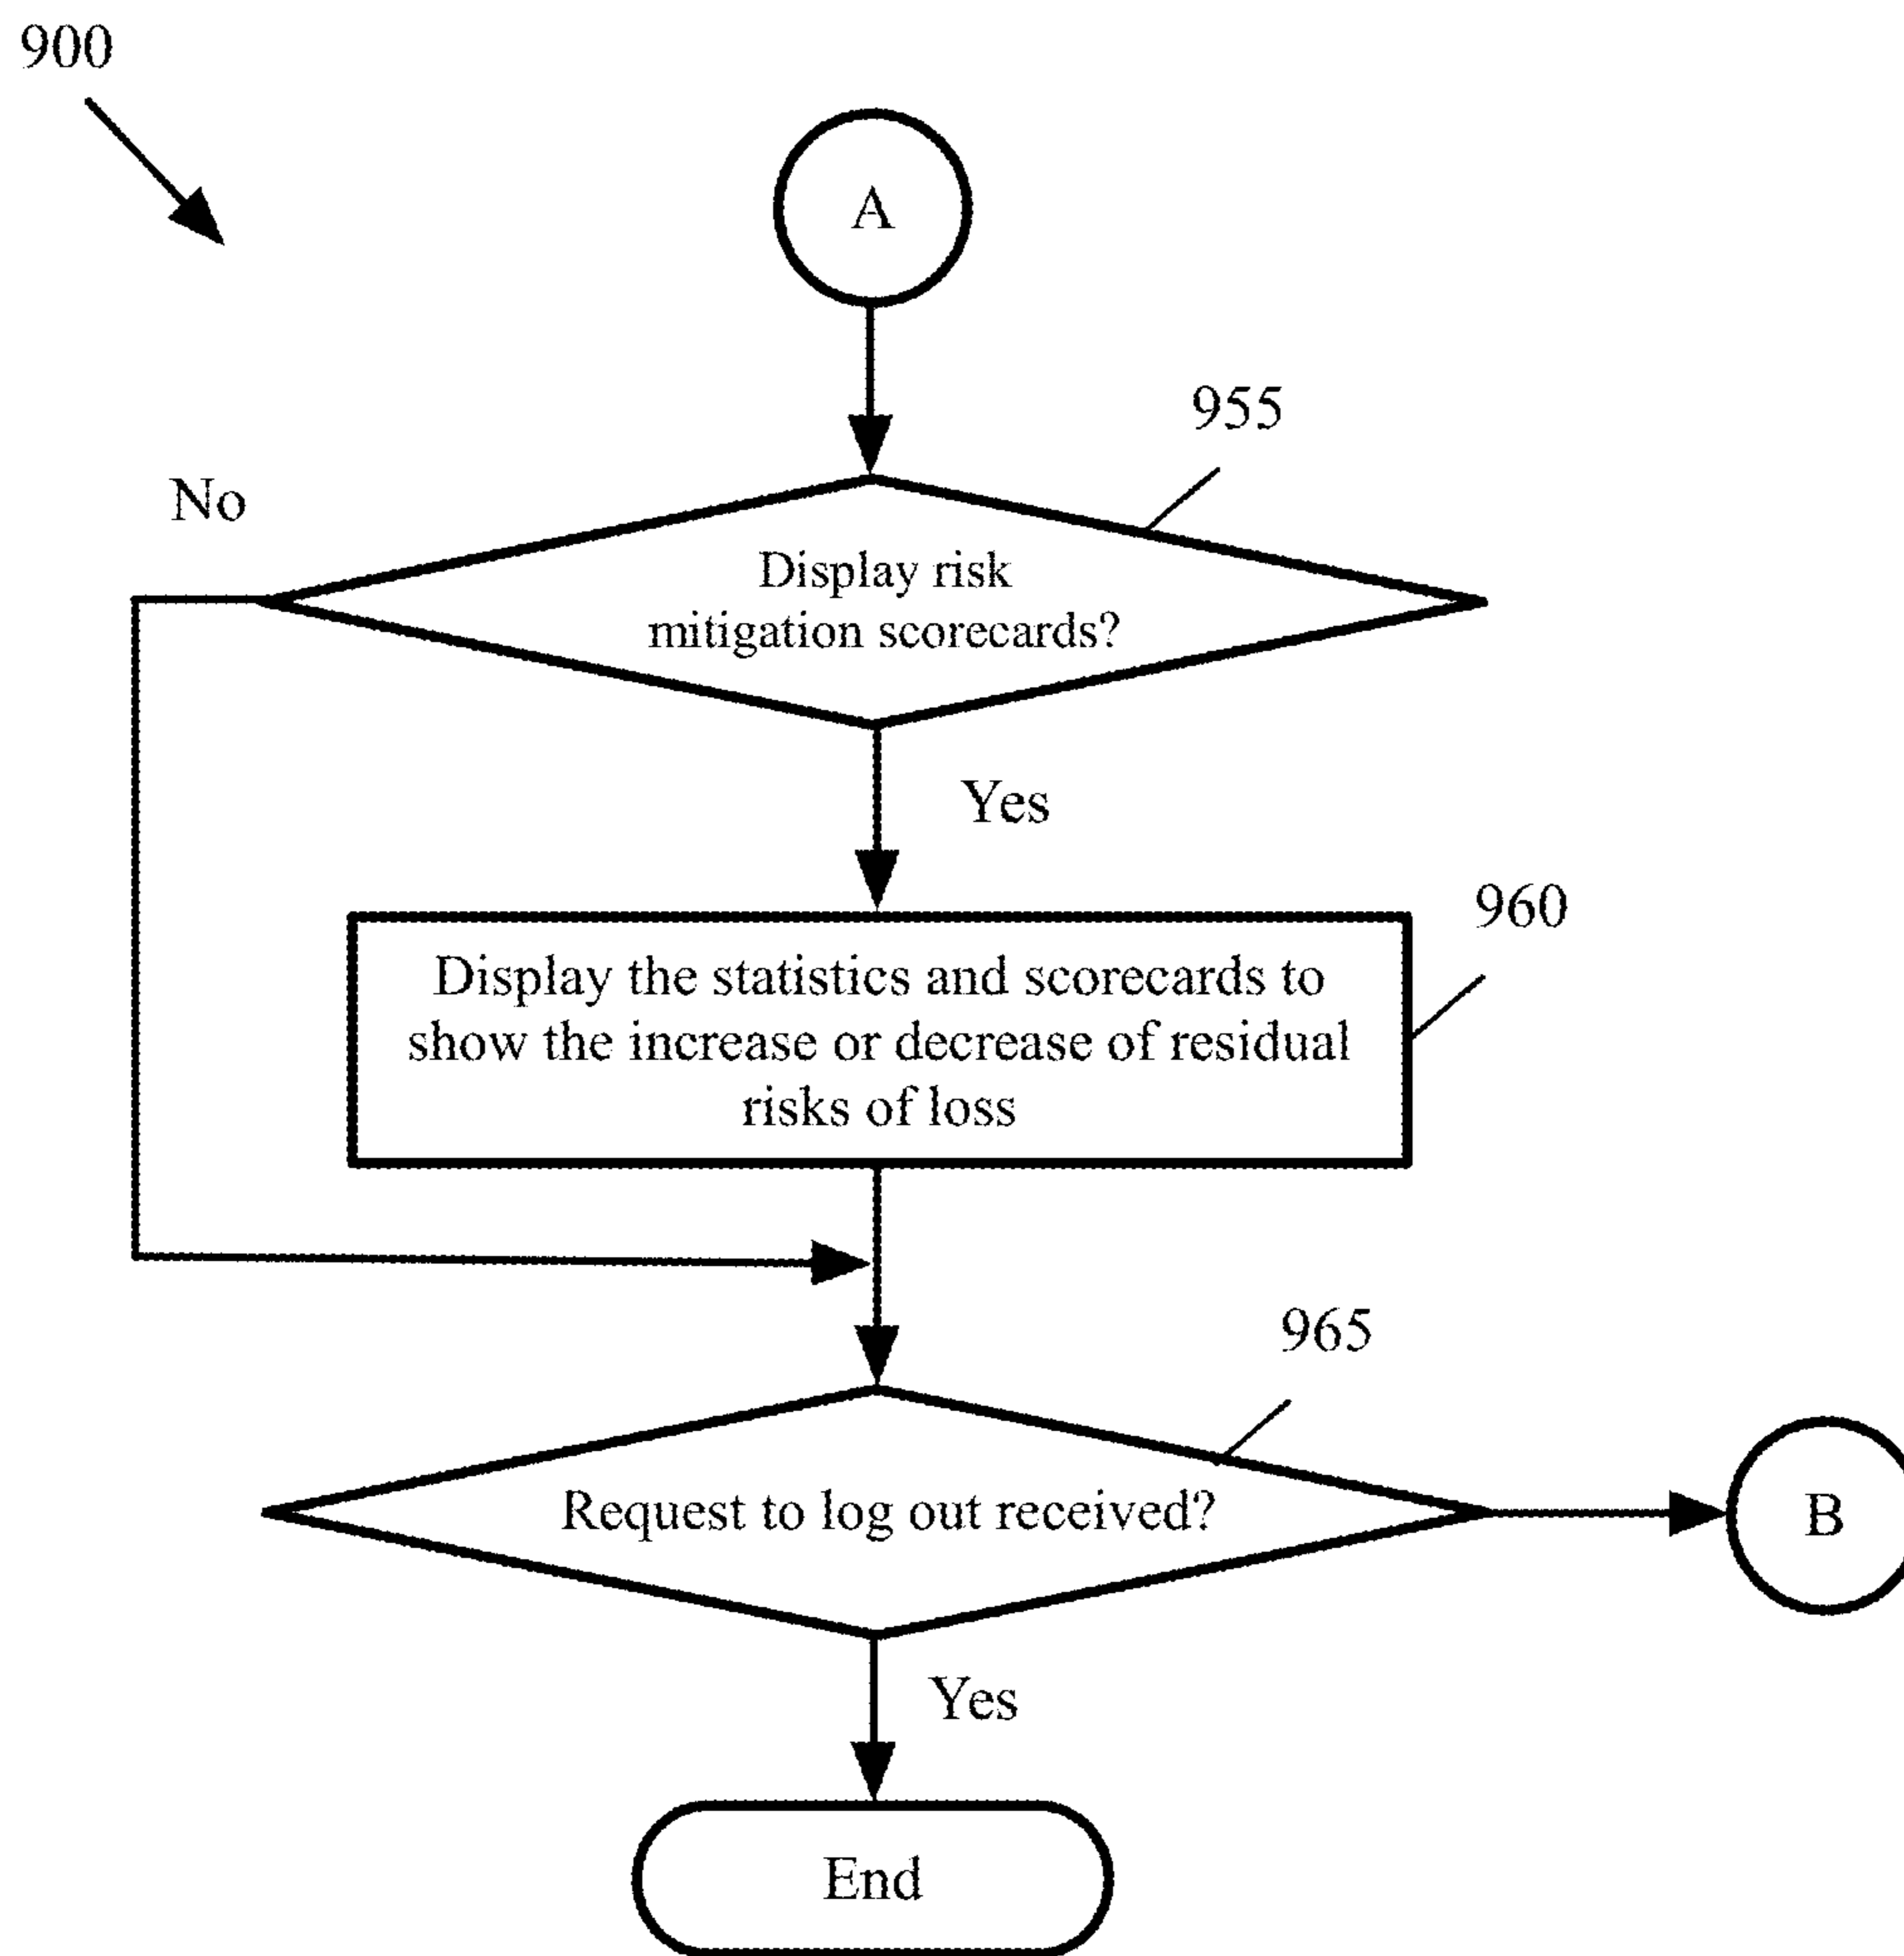 900
A
955
No
Display risk
mitigation scorecards?
Yes
960
Display the statistics and scorecards to
show the increase or decrease of residual
risks of loss
965
Request to log out received?
B
Yes
End